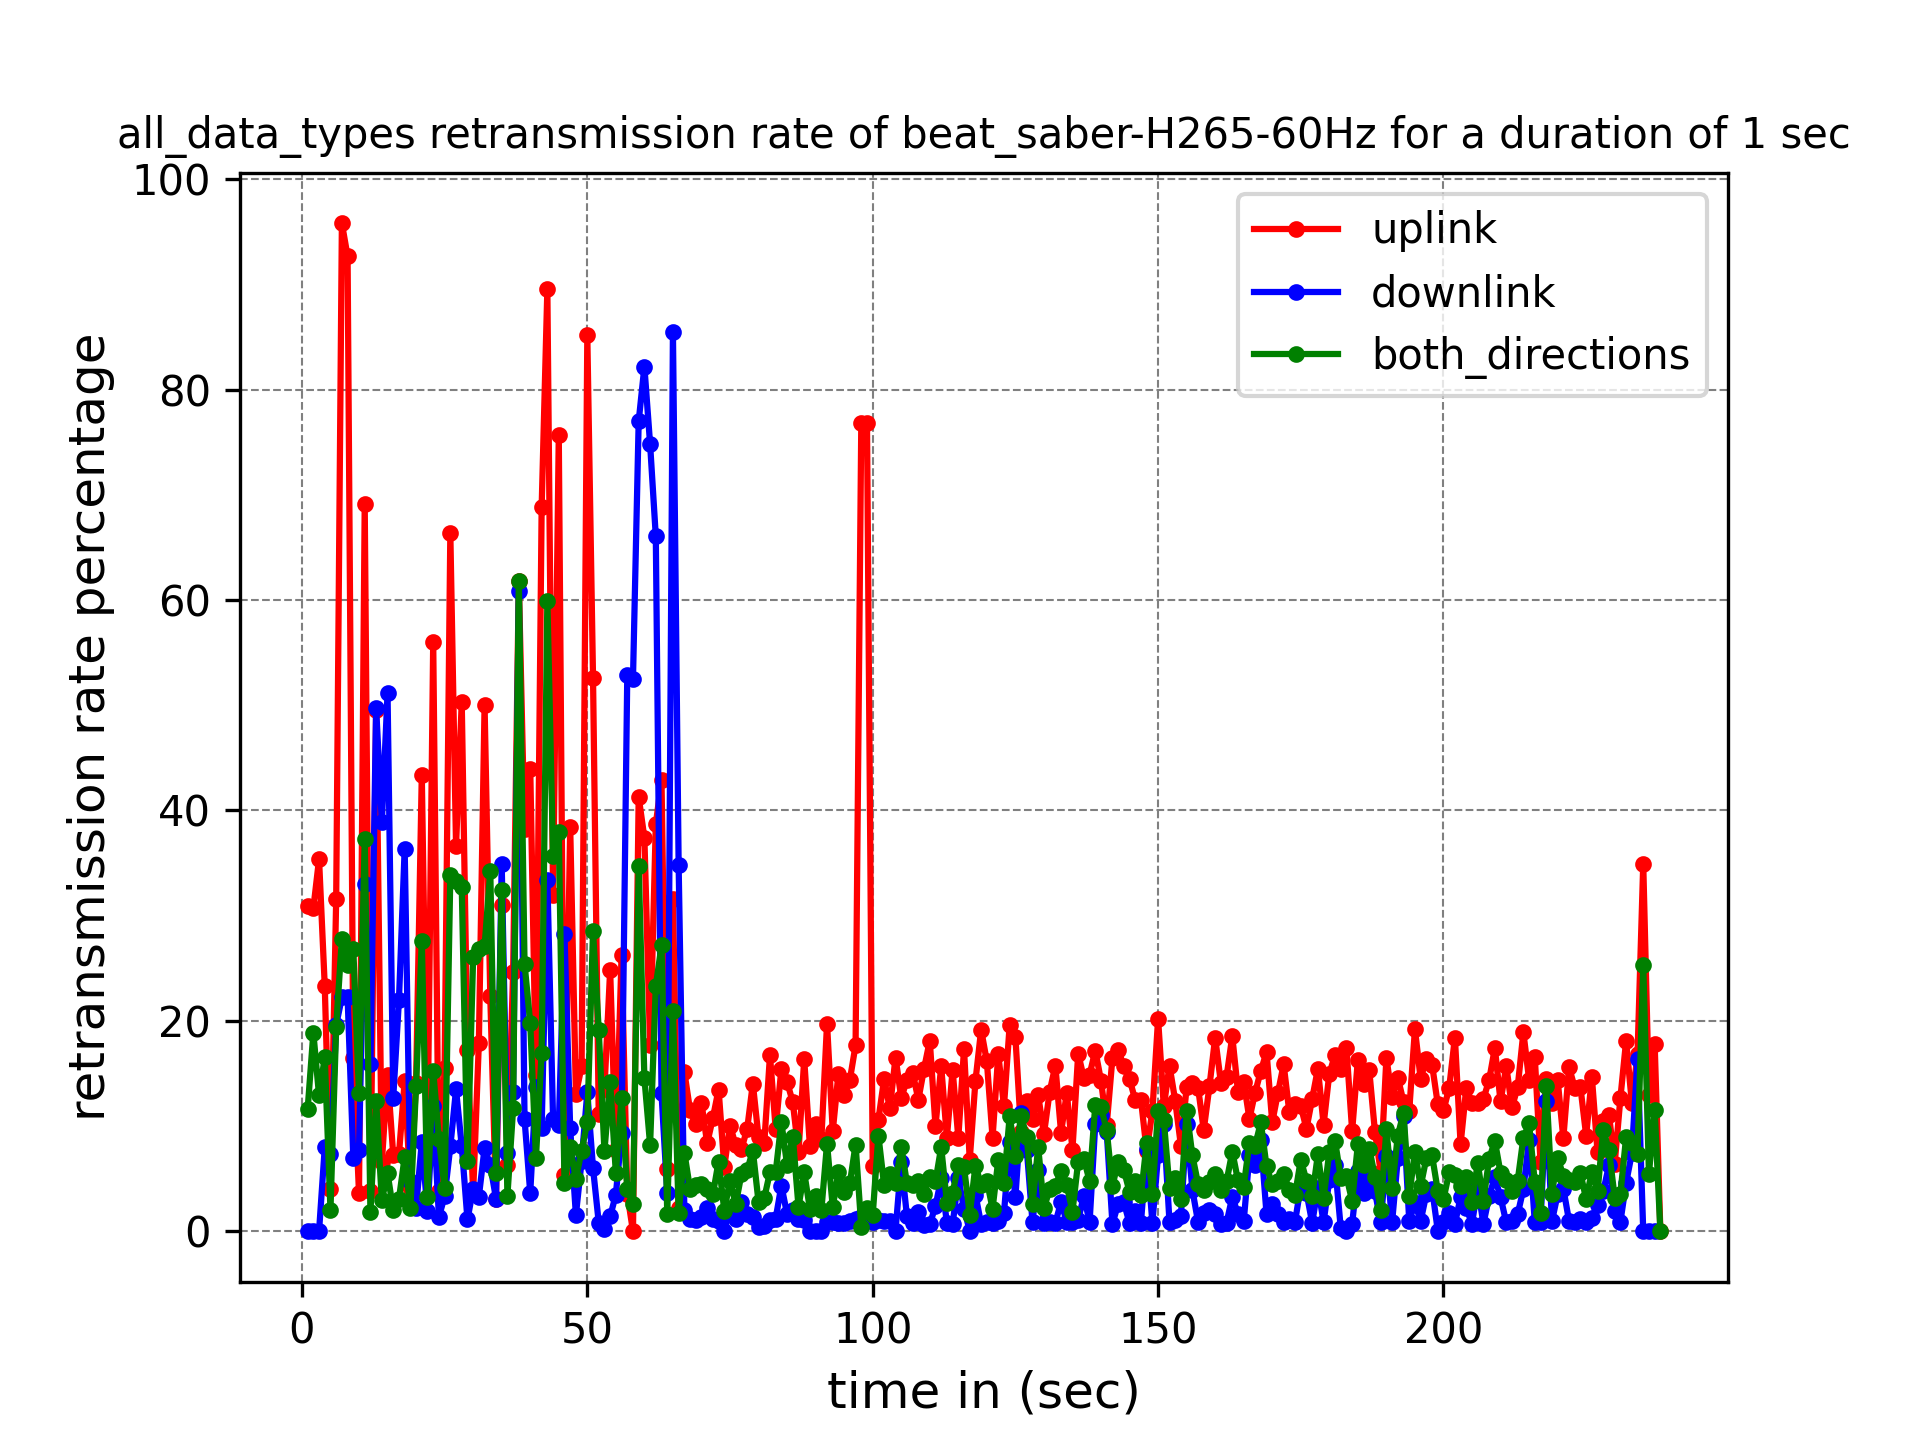 all_data_types retransmission rate of beat_saber-H265-60Hz for a duration of 1 sec
100
80
60
40
20
0
retransmission rate percentage
uplink
downlink
both_directions
0 50 100 150 200
time in (sec)